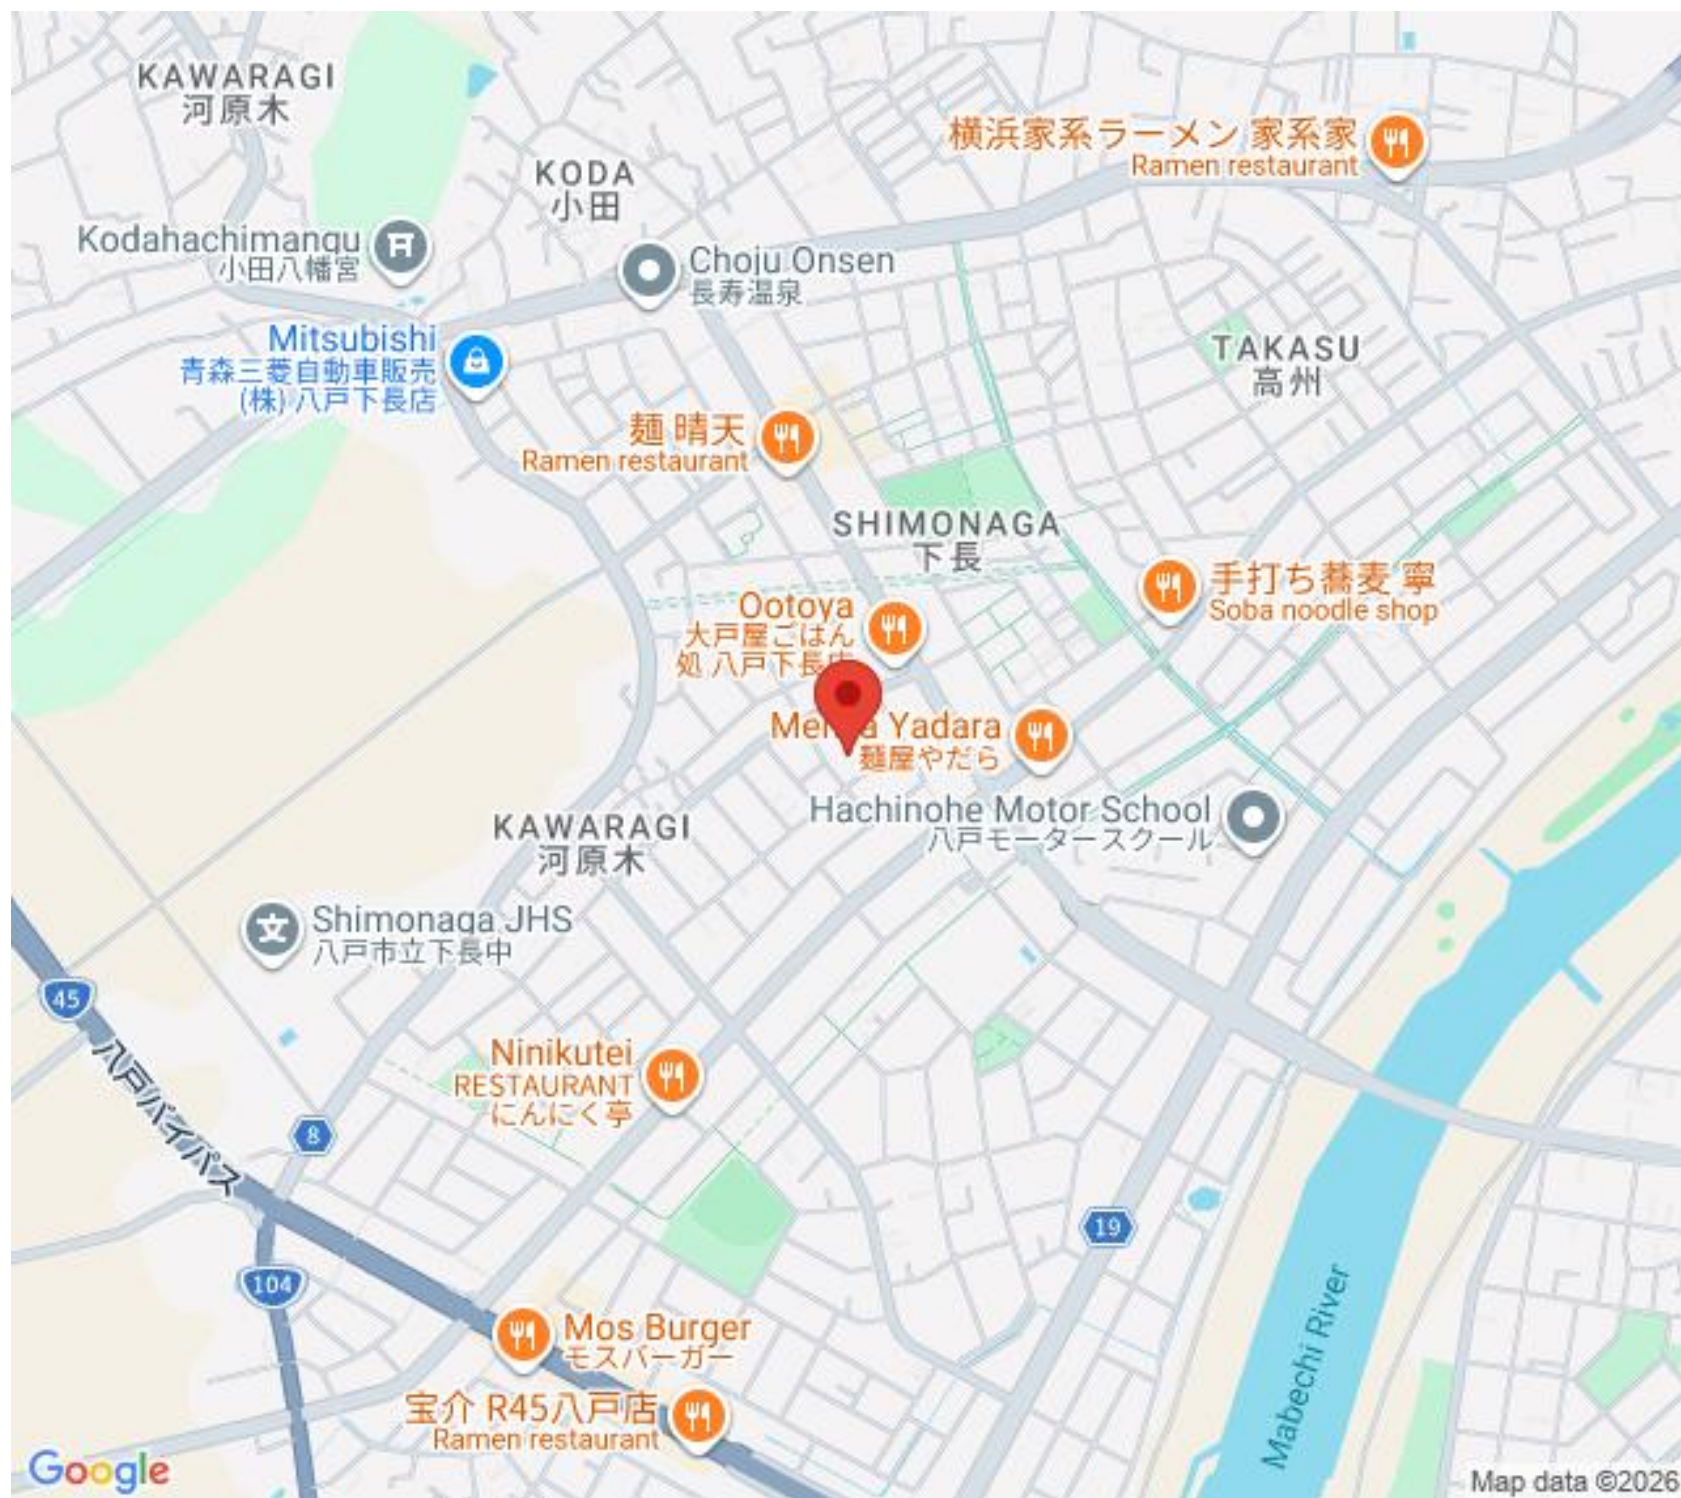 KAWARAGI
河原木
横浜家系ラーメン 家系家
Ramen restaurant
KODA
小田
Kodahachimangu
小田八幡宮
Choju Onsen
長寿温泉
Mitsubishi
青森三菱自動車販売
(株) 八戸下長店
TAKASU
高州
麺 晴天
Ramen restaurant
SHIMONAGA
下長
手打ち蕎麦 寧
Soba noodle shop
Ootoya
大戸屋ごはん
処 八戸下長店
Yadara
麺屋やだら
Hachinohe Motor School
八戸モータースクール
KAWARAGI
河原木
Shimonaga JHS
八戸市立下長中
45
八戸バイパス
Ninikutei
RESTAURANT
にんにく亭
8
19
104
Mos Burger
モスバーガー
宝介 R45八戸店
Ramen restaurant
Mabechi River
Google
Map data ©2026